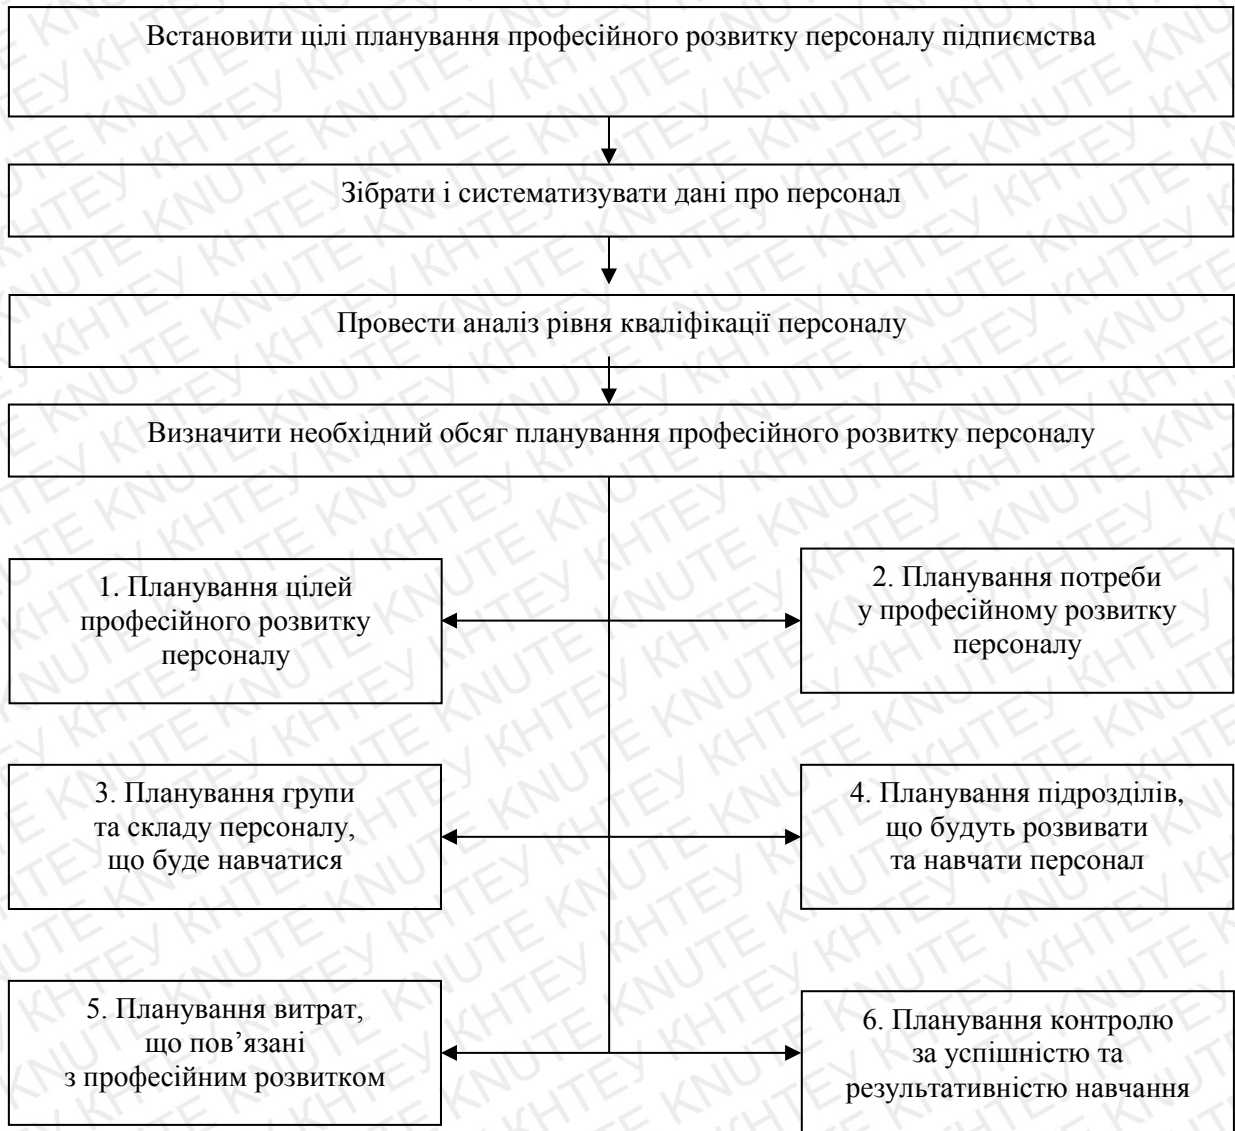 Встановити цілі планування професійного розвитку персоналу підпиємства
Зібрати і систематизувати дані про персонал
Провести аналіз рівня кваліфікації персоналу
Визначити необхідний обсяг планування професійного розвитку персоналу
1. Планування цілей
професійного розвитку
персоналу
2. Планування потреби
у професійному розвитку
персоналу
3. Планування групи
та складу персоналу,
що буде навчатися
4. Планування підрозділів,
що будуть розвивати
та навчати персонал
5. Планування витрат,
що пов’язані
з професійним розвитком
6. Планування контролю
за успішністю та
результативністю навчання